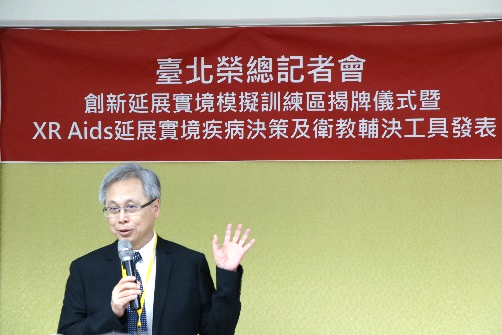 臺北榮總記者會
創新延展實境模擬訓練區揭牌儀式暨
XR Aids延展實境疾病決策及衛教輔決工具發表